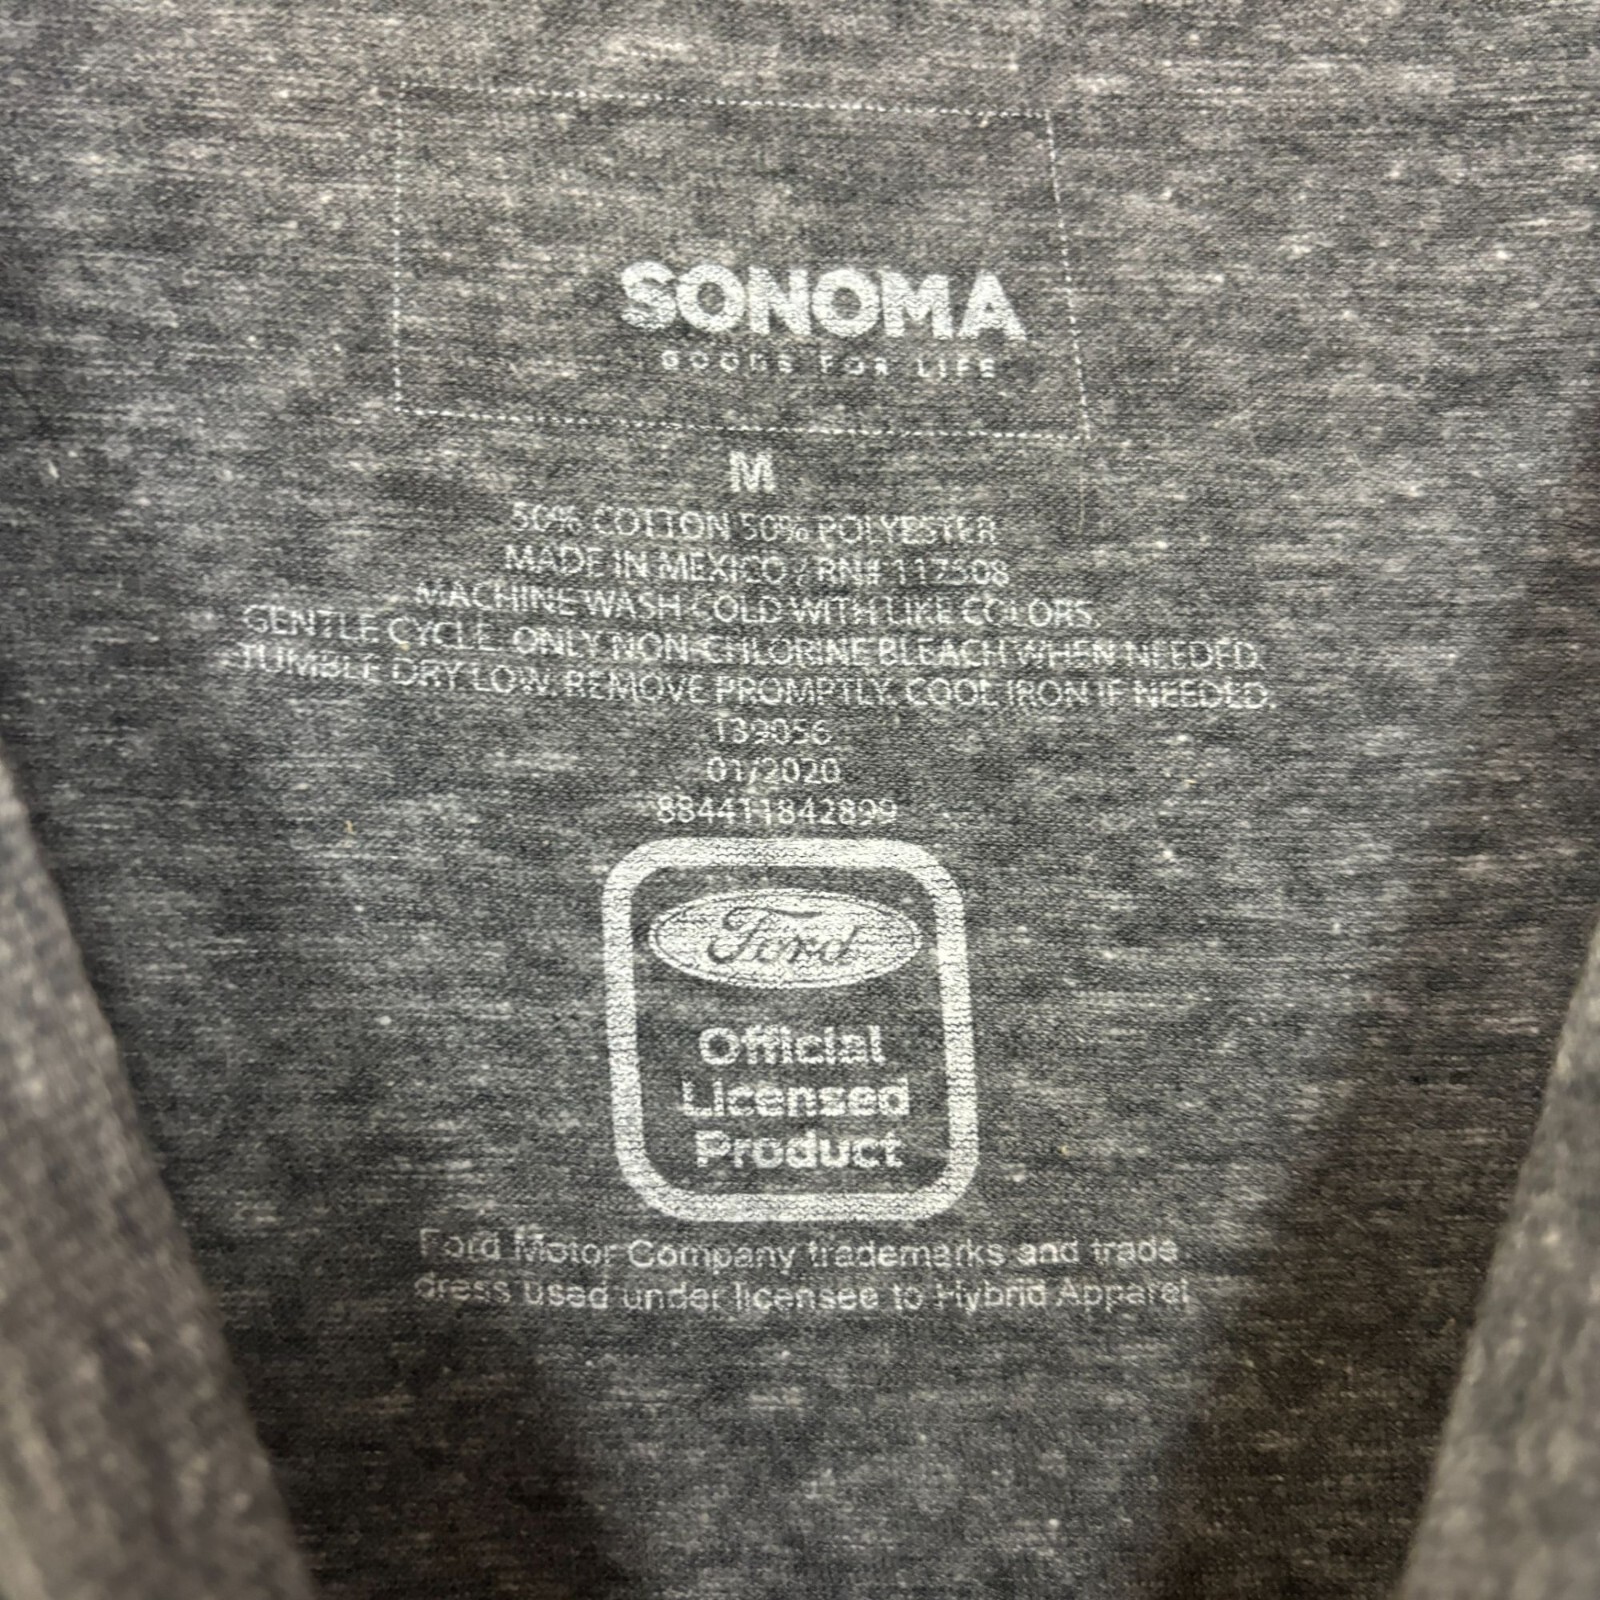 SONOMA
GOODS FOR LIFE
M
50% COTTON 50% POLYESTER
MADE IN MEXICO / RN# 117508
MACHINE WASH COLD WITH LIKE COLORS.
GENTLE CYCLE. ONLY NON-CHLORINE BLEACH WHEN NEEDED.
TUMBLE DRY LOW. REMOVE PROMPTLY. COOL IRON IF NEEDED.
139056
01/2020
884411842899
Ford
Official
Licensed
Product
Ford Motor Company trademarks and trade
dress used under licensee to Hybrid Apparel